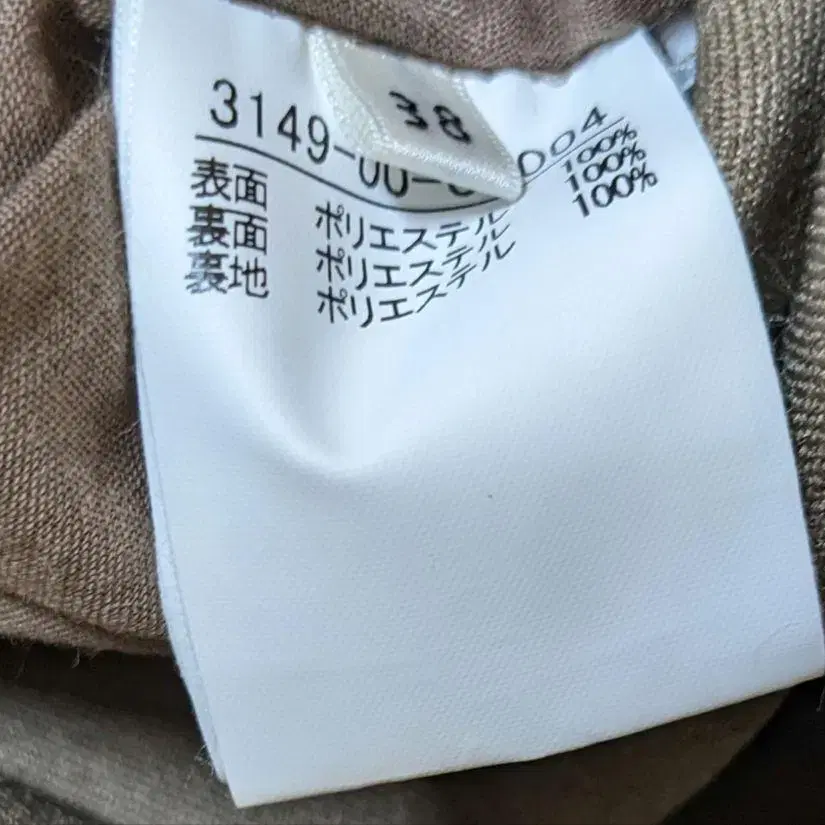 38
3149-00- 004
表面 ポリエステル 100%
裏面 ポリエステル 100%
裏地 ポリエステル 100%